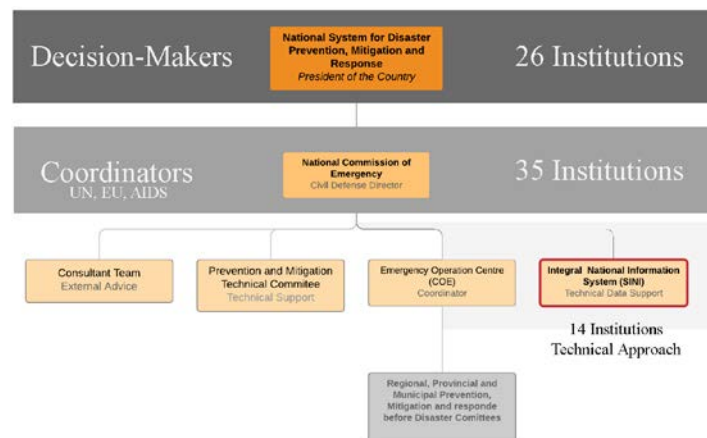 Decision-Makers
National System for Disaster
Prevention, Mitigation and
Response
President of the Country
26 Institutions
Coordinators
UN, EU, AIDS
National Commission of
Emergency
Civil Defense Director
35 Institutions
Consultant Team
External Advice
Prevention and Mitigation
Technical Commitee
Technical Support
Emergency Operation Centre
(COE)
Coordinator
Integral National Information
System (SINI)
Technical Data Support
14 Institutions
Technical Approach
Regional, Provincial and
Municipal Prevention,
Mitigation and responde
before Disaster Comittees